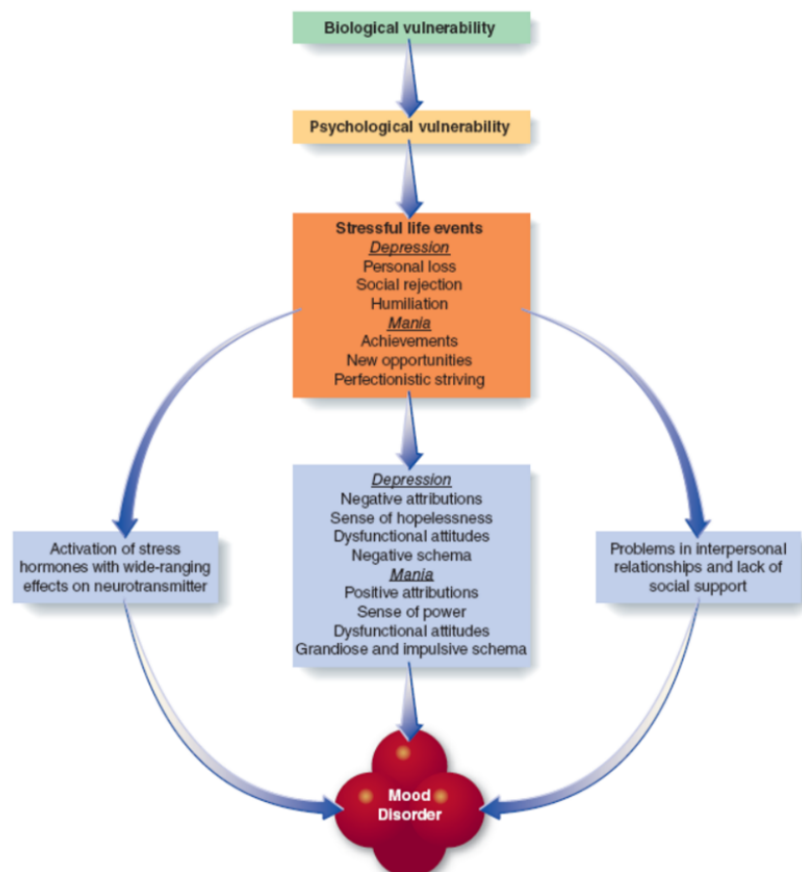 Biological vulnerability
Psychological vulnerability
Stressful life events
Depression
Personal loss
Social rejection
Humiliation
Mania
Achievements
New opportunities
Perfectionistic striving
Activation of stress
hormones with wide-ranging
effects on neurotransmitter
Depression
Negative attributions
Sense of hopelessness
Dysfunctional attitudes
Negative schema
Mania
Positive attributions
Sense of power
Dysfunctional attitudes
Grandiose and impulsive schema
Problems in interpersonal
relationships and lack of
social support
Mood
Disorder